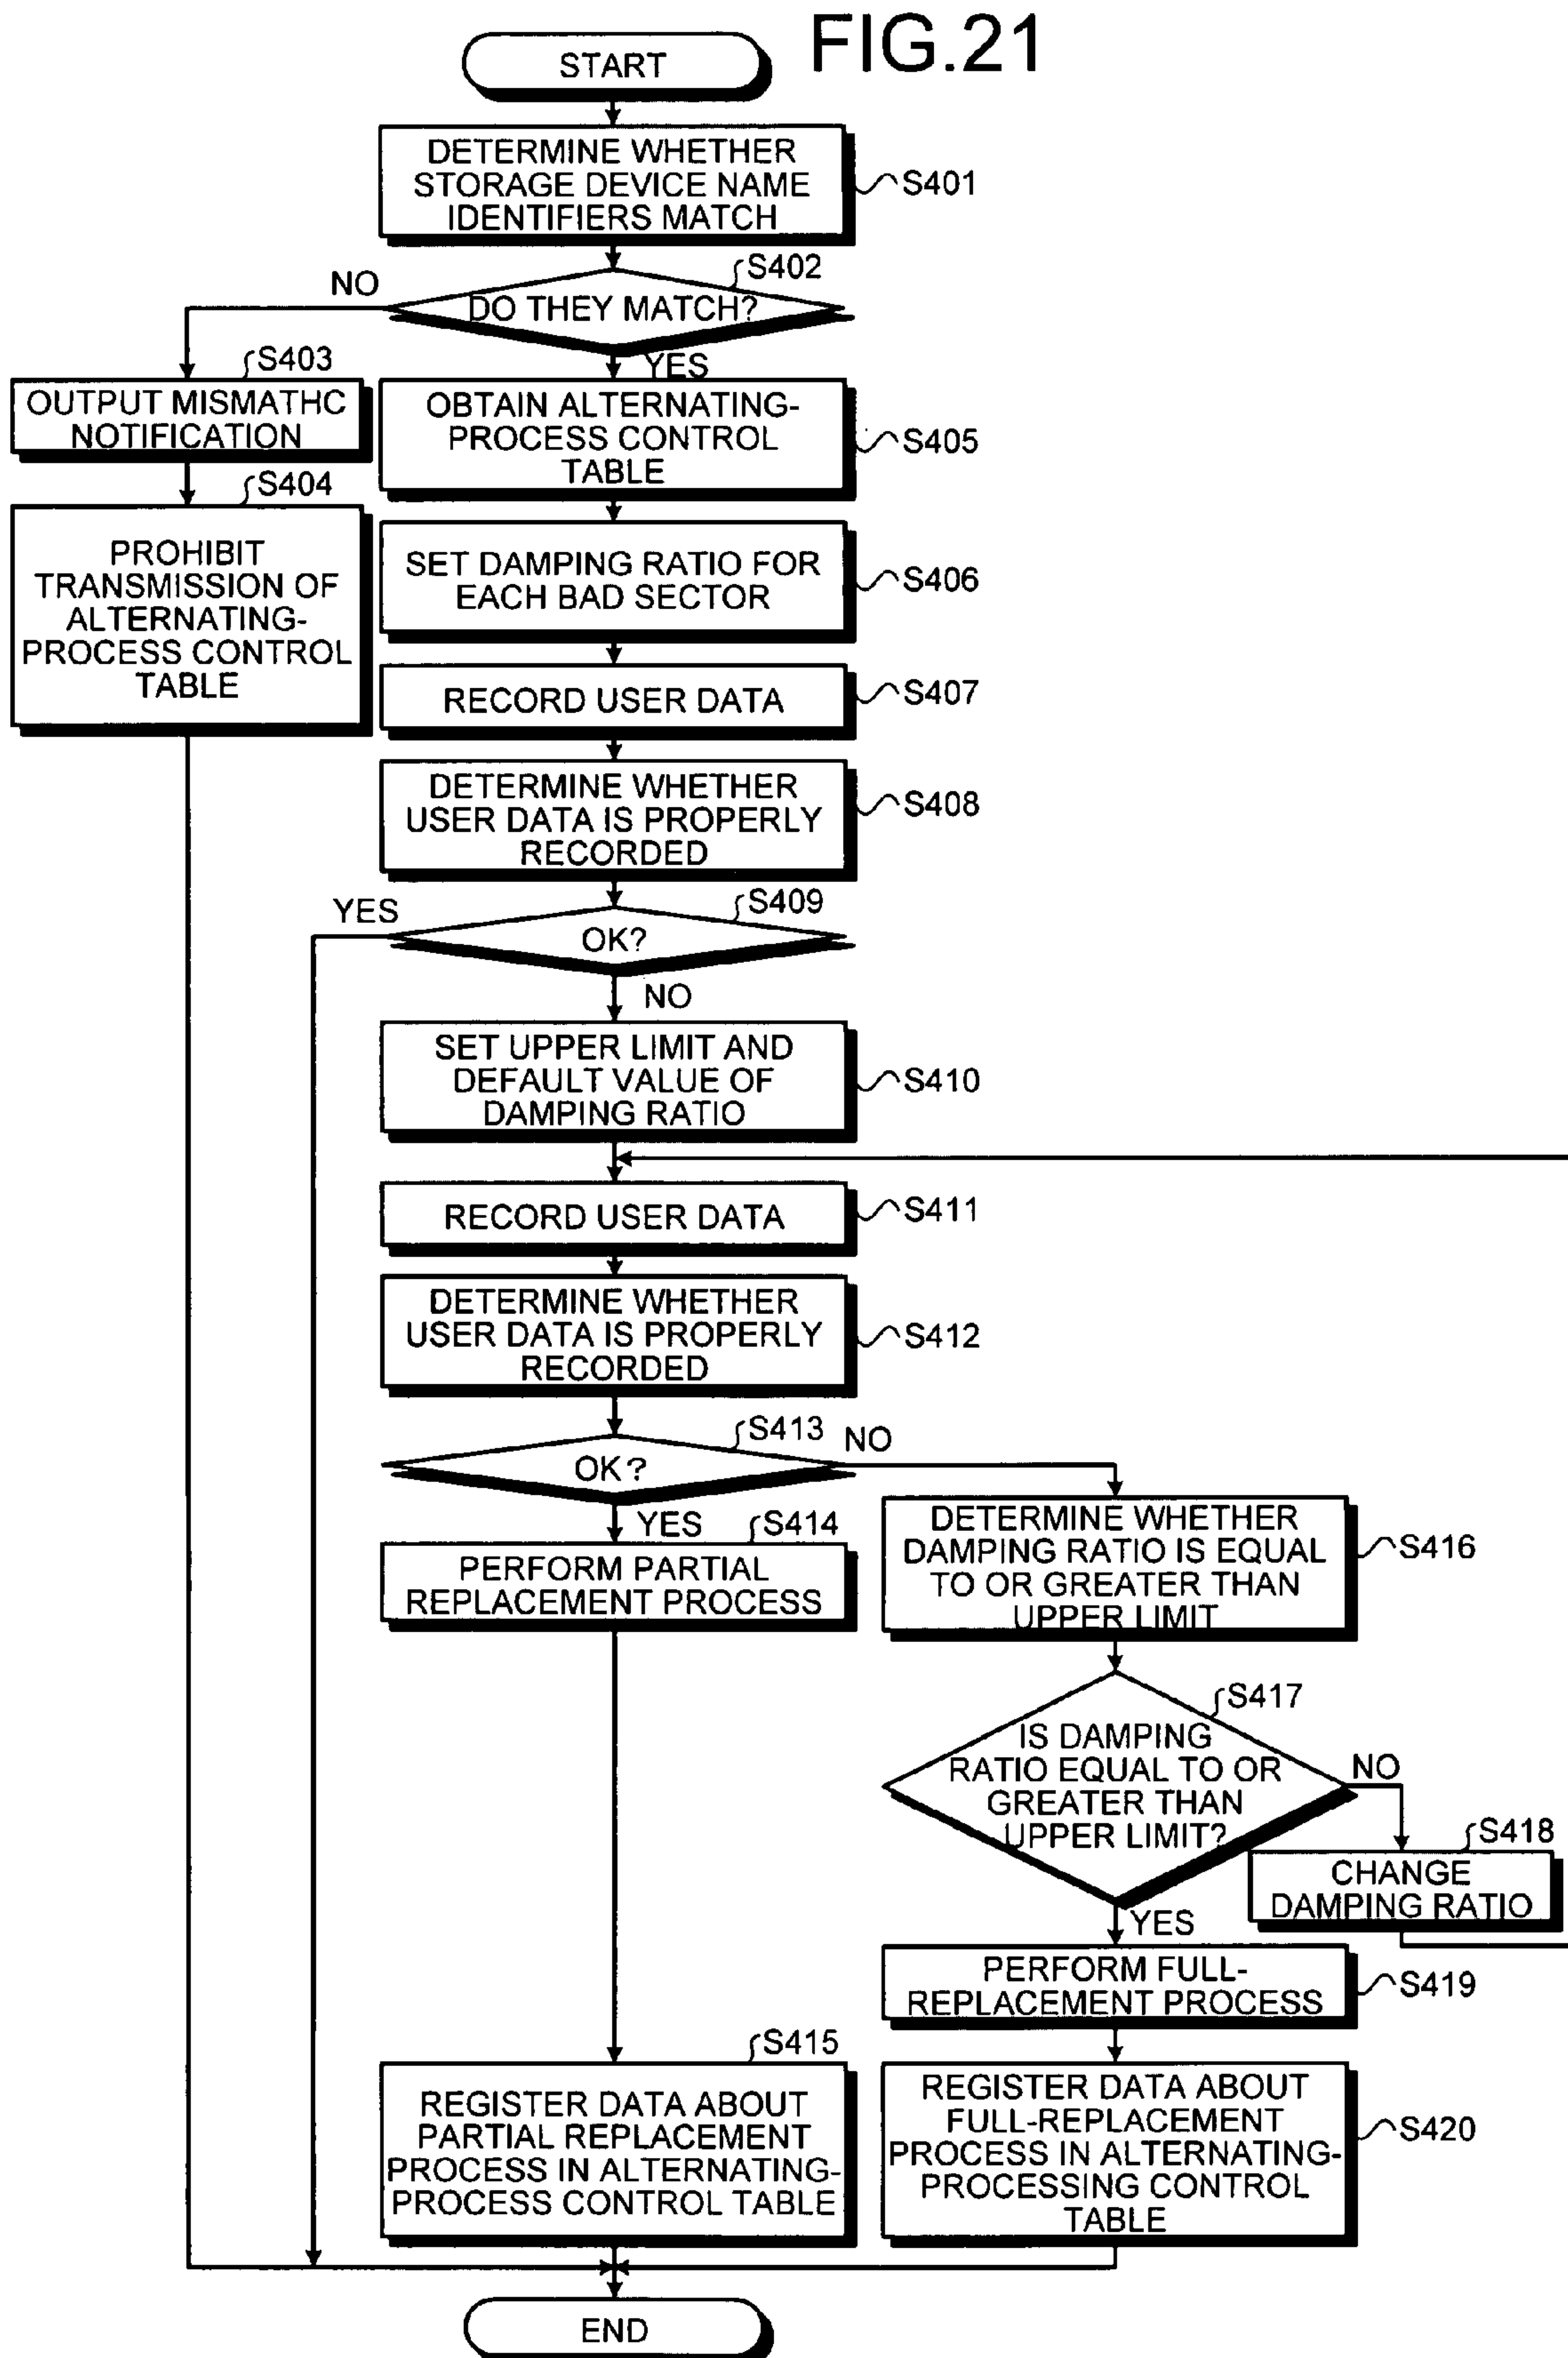 FIG.21
START
DETERMINE WHETHER
STORAGE DEVICE NAME
IDENTIFIERS MATCH
S401
S402
DO THEY MATCH?
NO
YES
S403
OUTPUT MISMATHC
NOTIFICATION
S404
PROHIBIT
TRANSMISSION OF
ALTERNATING-
PROCESS CONTROL
TABLE
OBTAIN ALTERNATING-
PROCESS CONTROL
TABLE
S405
SET DAMPING RATIO FOR
EACH BAD SECTOR
S406
RECORD USER DATA
S407
DETERMINE WHETHER
USER DATA IS PROPERLY
RECORDED
S408
S409
OK?
YES
NO
SET UPPER LIMIT AND
DEFAULT VALUE OF
DAMPING RATIO
S410
RECORD USER DATA
S411
DETERMINE WHETHER
USER DATA IS PROPERLY
RECORDED
S412
S413
OK?
NO
YES
S414
PERFORM PARTIAL
REPLACEMENT PROCESS
DETERMINE WHETHER
DAMPING RATIO IS EQUAL
TO OR GREATER THAN
UPPER LIMIT
S416
S417
IS DAMPING
RATIO EQUAL TO OR
GREATER THAN
UPPER LIMIT?
NO
YES
S418
CHANGE
DAMPING RATIO
PERFORM FULL-
REPLACEMENT PROCESS
S419
S415
REGISTER DATA ABOUT
PARTIAL REPLACEMENT
PROCESS IN ALTERNATING-
PROCESS CONTROL TABLE
REGISTER DATA ABOUT
FULL-REPLACEMENT
PROCESS IN ALTERNATING-
PROCESSING CONTROL
TABLE
S420
END